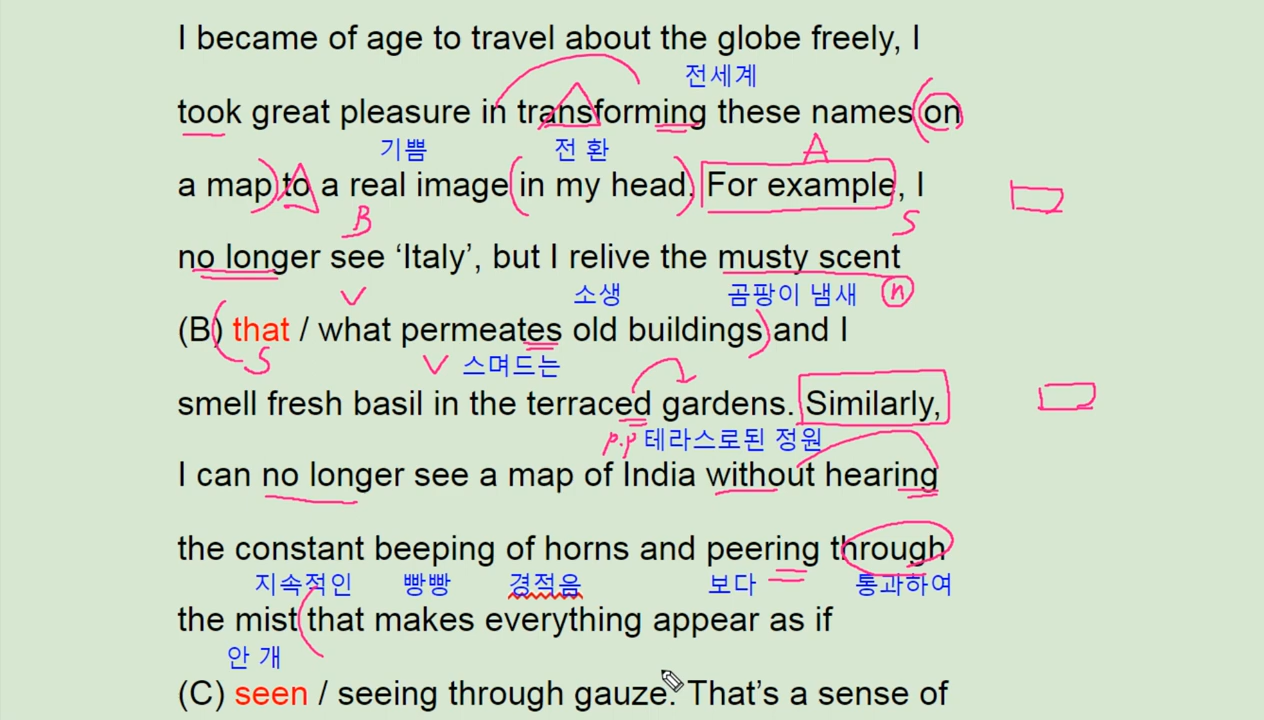 I became of age to travel about the globe freely, I
전세계
took great pleasure in transforming these names on
기쁨 전 환 A
a map to a real image in my head. For example, I
B S
no longer see ‘Italy’, but I relive the musty scent
V 소생 곰팡이 냄새 n
(B) that / what permeates old buildings and I
S V 스며드는
smell fresh basil in the terraced gardens. Similarly,
p.p 테라스로된 정원
I can no longer see a map of India without hearing
the constant beeping of horns and peering through
지속적인 빵빵 경적음 보다 통과하여
the mist that makes everything appear as if
안 개
(C) seen / seeing through gauze. That’s a sense of